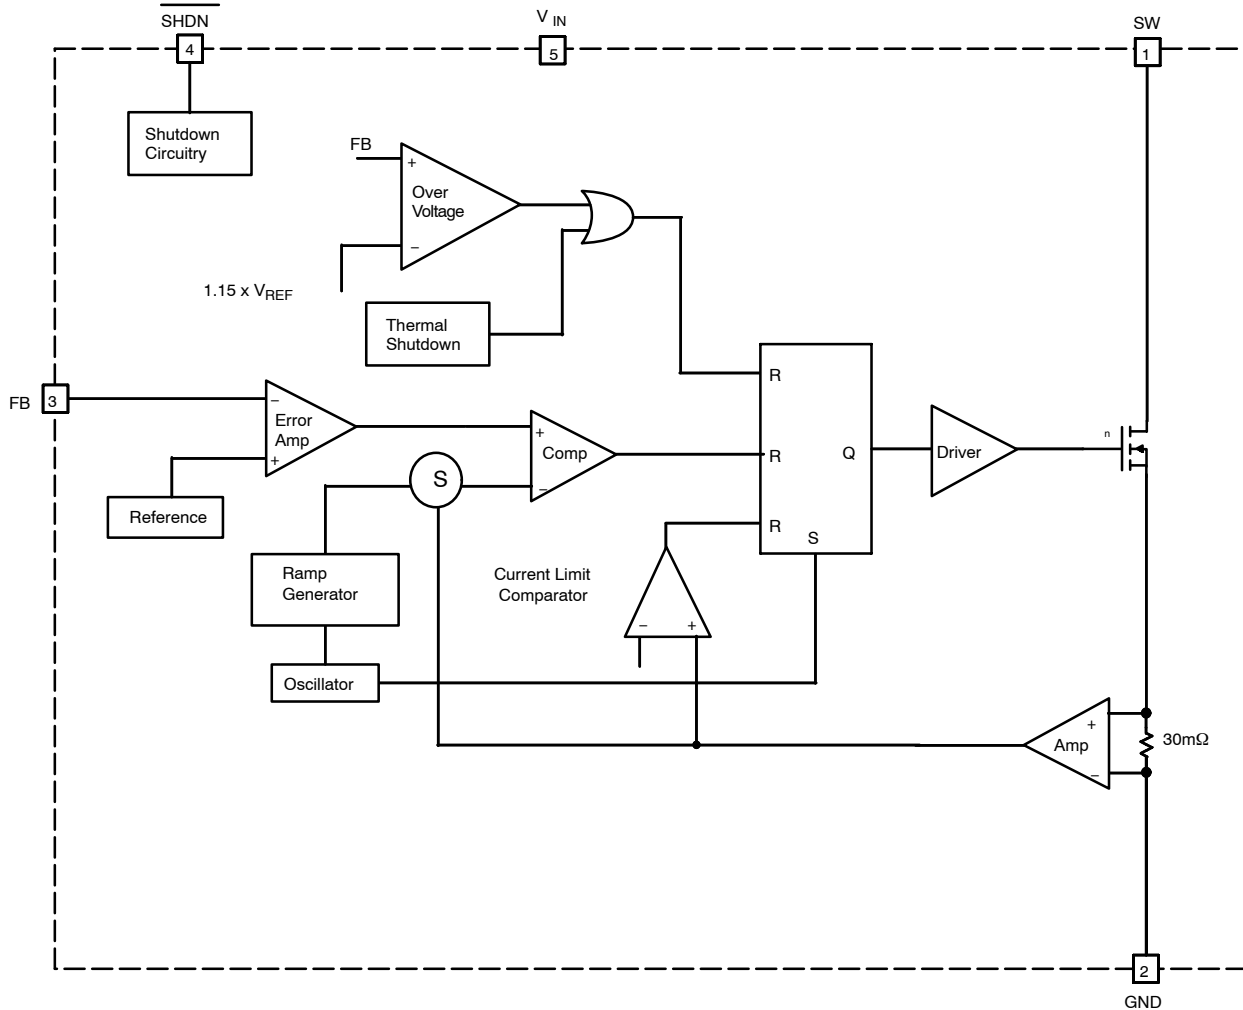 SHDN
4
V IN
5
SW
1
Shutdown
Circuitry
FB
+
Over
Voltage
−
1.15 x VREF
Thermal
Shutdown
FB
3
−
Error
Amp
+
Reference
+
Comp
−
S
Ramp
Generator
Oscillator
Current Limit
Comparator
−
+
R
R
R
Q
S
Driver
n
+
Amp
−
30mΩ
2
GND